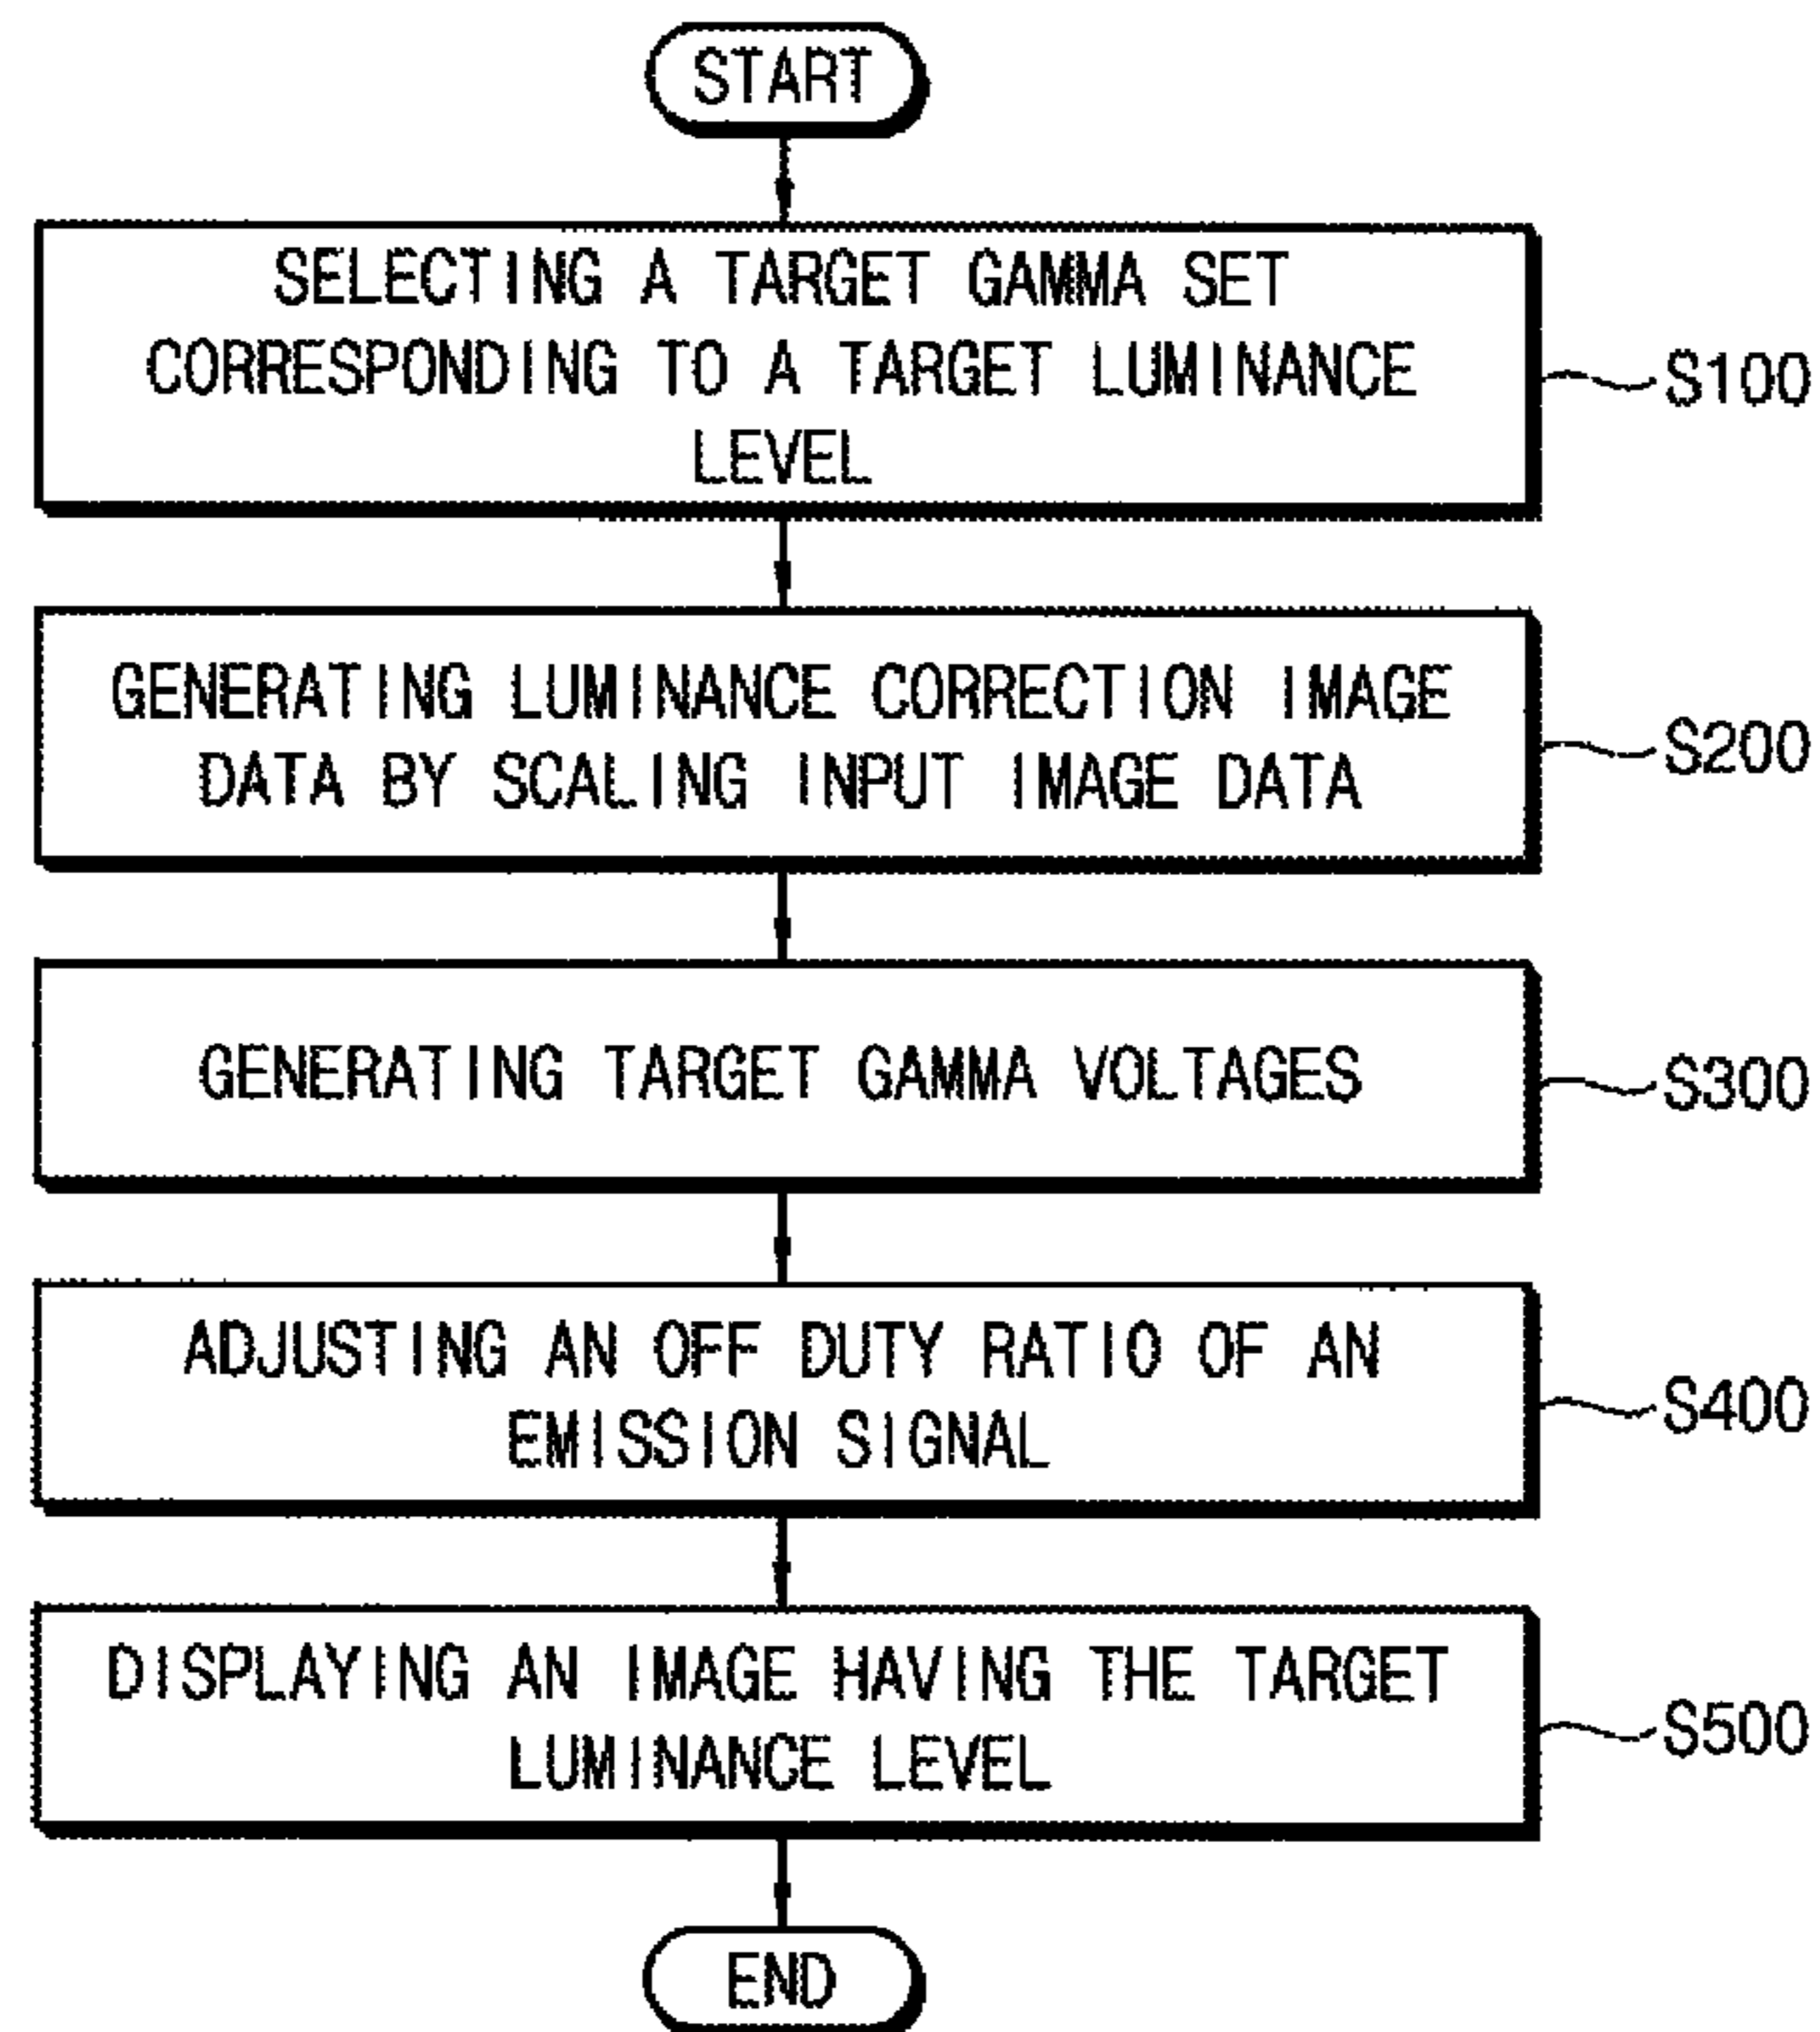 START
SELECTING A TARGET GAMMA SET
CORRESPONDING TO A TARGET LUMINANCE
LEVEL
S100
GENERATING LUMINANCE CORRECTION IMAGE
DATA BY SCALING INPUT IMAGE DATA
S200
GENERATING TARGET GAMMA VOLTAGES
S300
ADJUSTING AN OFF DUTY RATIO OF AN
EMISSION SIGNAL
S400
DISPLAYING AN IMAGE HAVING THE TARGET
LUMINANCE LEVEL
S500
END